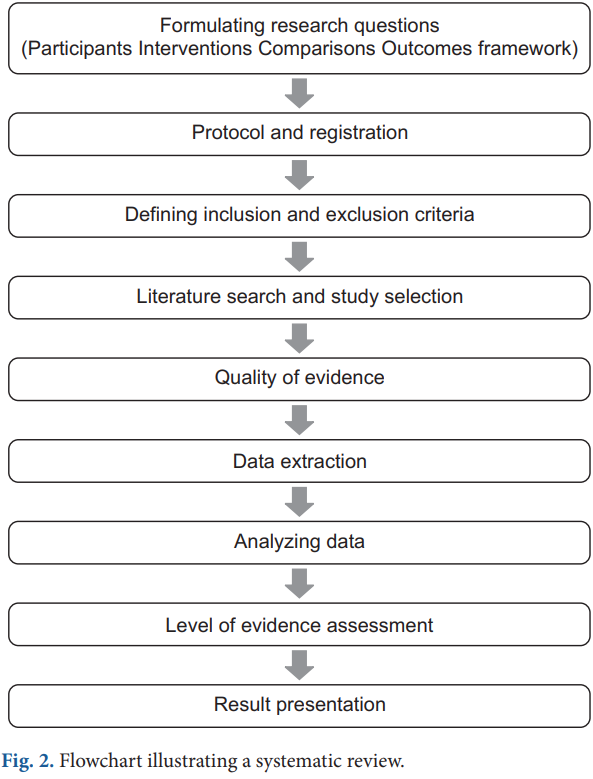 Formulating research questions
(Participants Interventions Comparisons Outcomes framework)
Protocol and registration
Defining inclusion and exclusion criteria
Literature search and study selection
Quality of evidence
Data extraction
Analyzing data
Level of evidence assessment
Result presentation
Fig. 2. Flowchart illustrating a systematic review.